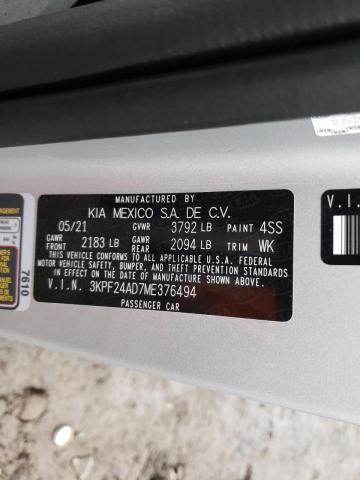 MANUFACTURED BY
KIA MEXICO S.A. DE C.V.
05/21 GVWR 3792 LB PAINT 4SS
GAWR FRONT 2183 LB GAWR REAR 2094 LB TRIM WK
THIS VEHICLE CONFORMS TO ALL APPLICABLE U.S.A. FEDERAL
MOTOR VEHICLE SAFETY, BUMPER, AND THEFT PREVENTION
STANDARDS IN EFFECT ON THE DATE OF MANUFACTURE SHOWN ABOVE.
V.I.N. 3KPF24AD7ME376494
PASSENGER CAR
7610
V.I.